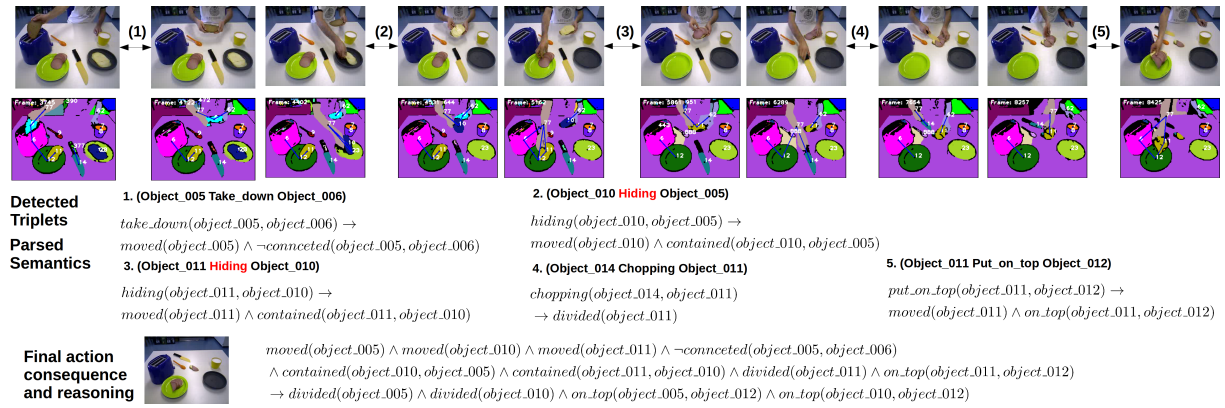 (1)
(2)
(3)
(4)
(5)
Detected
Triplets
Parsed
Semantics
1. (Object_005 Take_down Object_006)
take_down(object_005, object_006) →
moved(object_005) ∧ ¬connceted(object_005, object_006)
2. (Object_010 Hiding Object_005)
hiding(object_010, object_005) →
moved(object_010) ∧ contained(object_010, object_005)
3. (Object_011 Hiding Object_010)
hiding(object_011, object_010) →
moved(object_011) ∧ contained(object_011, object_010)
4. (Object_014 Chopping Object_011)
chopping(object_014, object_011)
→ divided(object_011)
5. (Object_011 Put_on_top Object_012)
put_on_top(object_011, object_012) →
moved(object_011) ∧ on_top(object_011, object_012)
Final action
consequence
and reasoning
moved(object_005) ∧ moved(object_010) ∧ moved(object_011) ∧ ¬connceted(object_005, object_006)
∧ contained(object_010, object_005) ∧ contained(object_011, object_010) ∧ divided(object_011) ∧ on_top(object_011, object_012)
→ divided(object_005) ∧ divided(object_010) ∧ on_top(object_005, object_012) ∧ on_top(object_010, object_012)